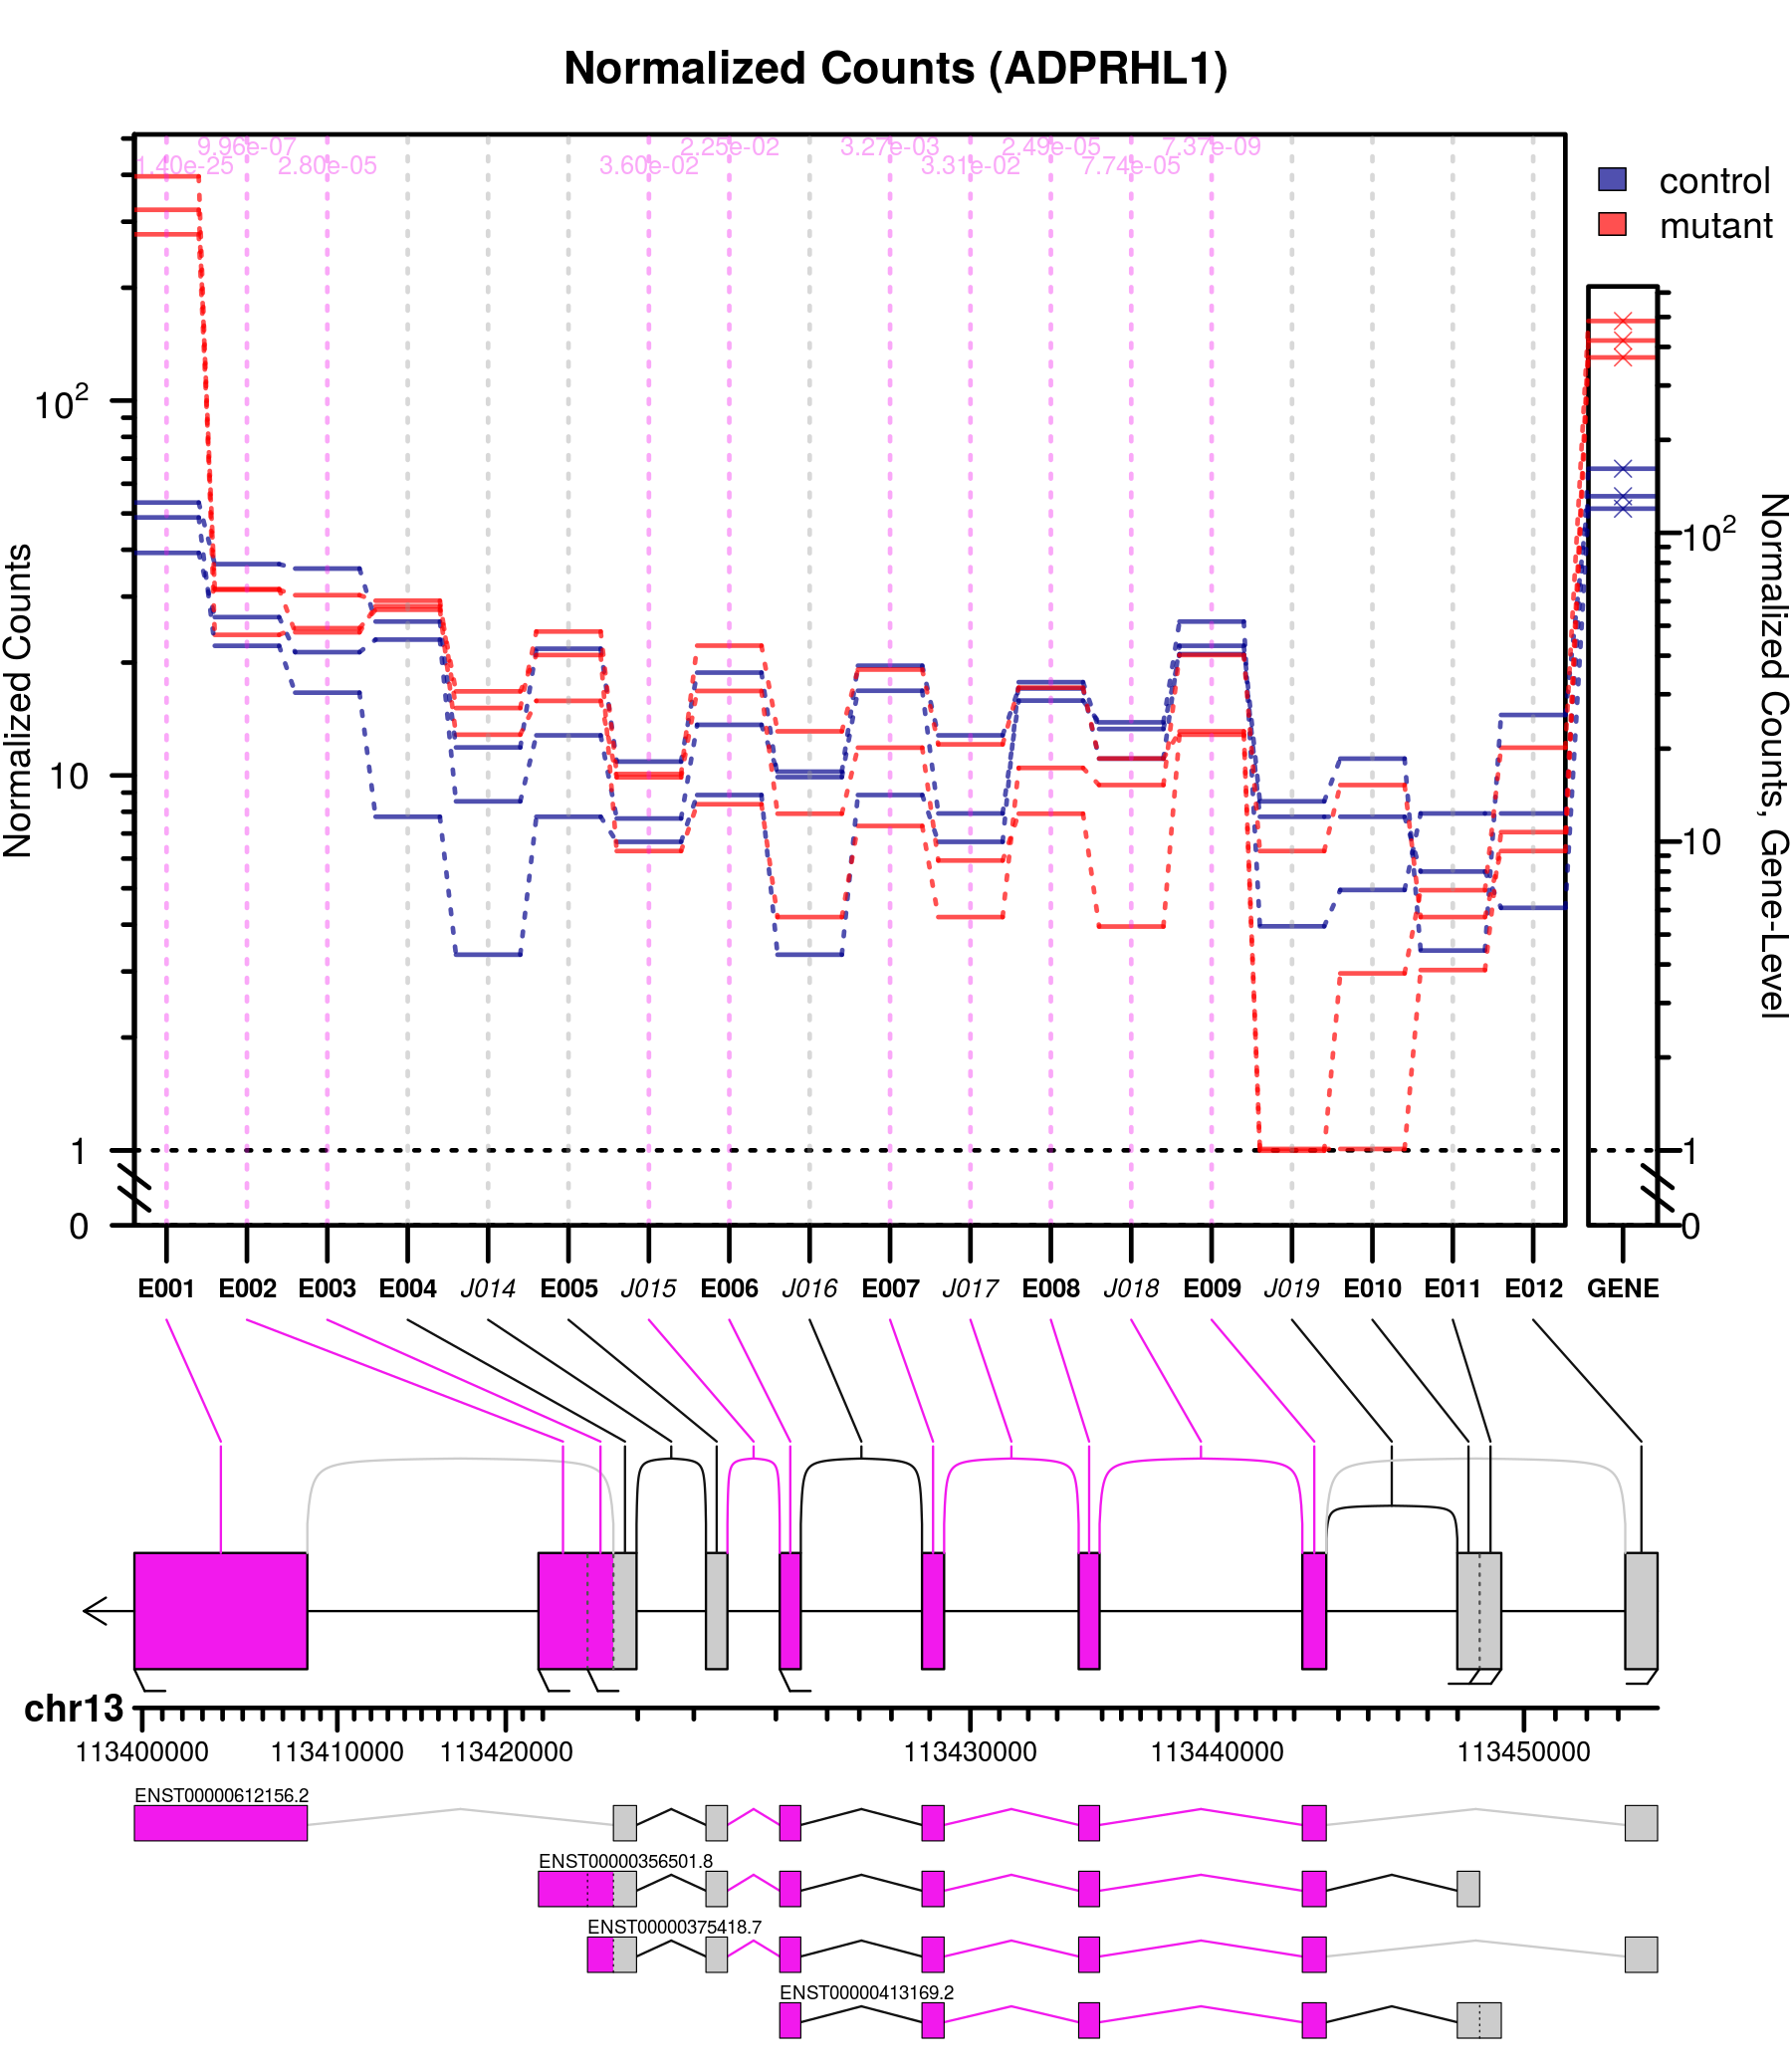 Normalized Counts (ADPRHL1)
9.96e-07 2.25e-02 3.27e-03 2.49e-05 7.37e-09
1.40e-25 2.80e-05 3.60e-02 3.31e-02 7.74e-05
control
mutant
Normalized Counts
10²
10
1
0
Normalized Counts, Gene-Level
10²
10
1
0
E001 E002 E003 E004 J014 E005 J015 E006 J016 E007 J017 E008 J018 E009 J019 E010 E011 E012 GENE
chr13
113400000 113410000 113420000 113430000 113440000 113450000
ENST00000612156.2
ENST00000356501.8
ENST00000375418.7
ENST00000413169.2